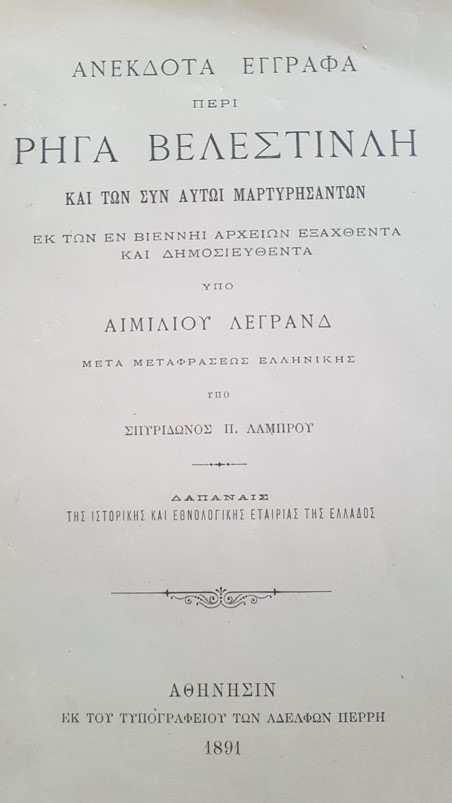 ΑΝΕΚΔΟΤΑ ΕΓΓΡΑΦΑ
ΠΕΡΙ
ΡΗΓΑ ΒΕΛΕΣΤΙΝΛΗ
ΚΑΙ ΤΩΝ ΣΥΝ ΑΥΤΩΙ ΜΑΡΤΥΡΗΣΑΝΤΩΝ
ΕΚ ΤΩΝ ΕΝ ΒΙΕΝΝΗΙ ΑΡΧΕΙΩΝ ΕΞΑΧΘΕΝΤΑ
ΚΑΙ ΔΗΜΟΣΙΕΥΘΕΝΤΑ
ΥΠΟ
ΑΙΜΙΛΙΟΥ ΛΕΓΡΑΝΔ
ΜΕΤΑ ΜΕΤΑΦΡΑΣΕΩΣ ΕΛΛΗΝΙΚΗΣ
ΥΠΟ
ΣΠΥΡΙΔΩΝΟΣ Π. ΛΑΜΠΡΟΥ
ΔΑΠΑΝΑΙΣ
ΤΗΣ ΙΣΤΟΡΙΚΗΣ ΚΑΙ ΕΘΝΟΛΟΓΙΚΗΣ ΕΤΑΙΡΙΑΣ ΤΗΣ ΕΛΛΑΔΟΣ
ΑΘΗΝΗΣΙΝ
ΕΚ ΤΟΥ ΤΥΠΟΓΡΑΦΕΙΟΥ ΤΩΝ ΑΔΕΛΦΩΝ ΠΕΡΡΗ
1891